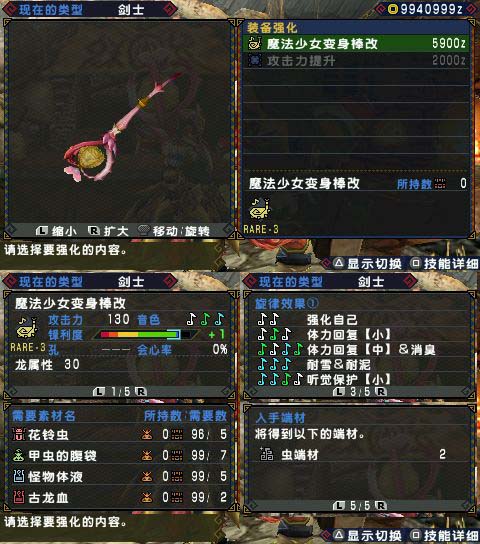 现在的类型 剑士
9940999z
装备强化
魔法少女变身棒改 5900z
攻击力提升 2000z
魔法少女变身棒改 所持数 0
RARE-3
L 缩小 R 扩大 移动/旋转
请选择要强化的内容。
△显示切换 □技能详细
现在的类型 剑士
魔法少女变身棒改
攻击力 130 音色
RARE-3
镍利度 +1
孔 --- 会心率 0%
龙属性 30
L 1/5 R
需要素材名 所持数 需要数
花铃虫 0 96/ 5
甲虫的腹袋 0 99/ 7
怪物体液 0 99/ 5
古龙血 0 99/ 2
请选择要强化的内容。
现在的类型 剑士
旋律效果①
强化自己
体力回复【小】
体力回复【中】&消臭
耐雪&耐泥
听觉保护【小】
L 3/5 R
入手端材
将得到以下的端材。
虫端材 2
L 5/5 R
△显示切换 □技能详细